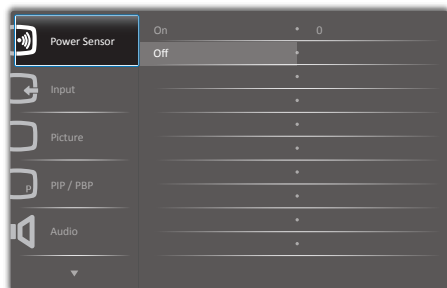 Power Sensor
On
0
Off
Input
Picture
P
PIP / PBP
Audio